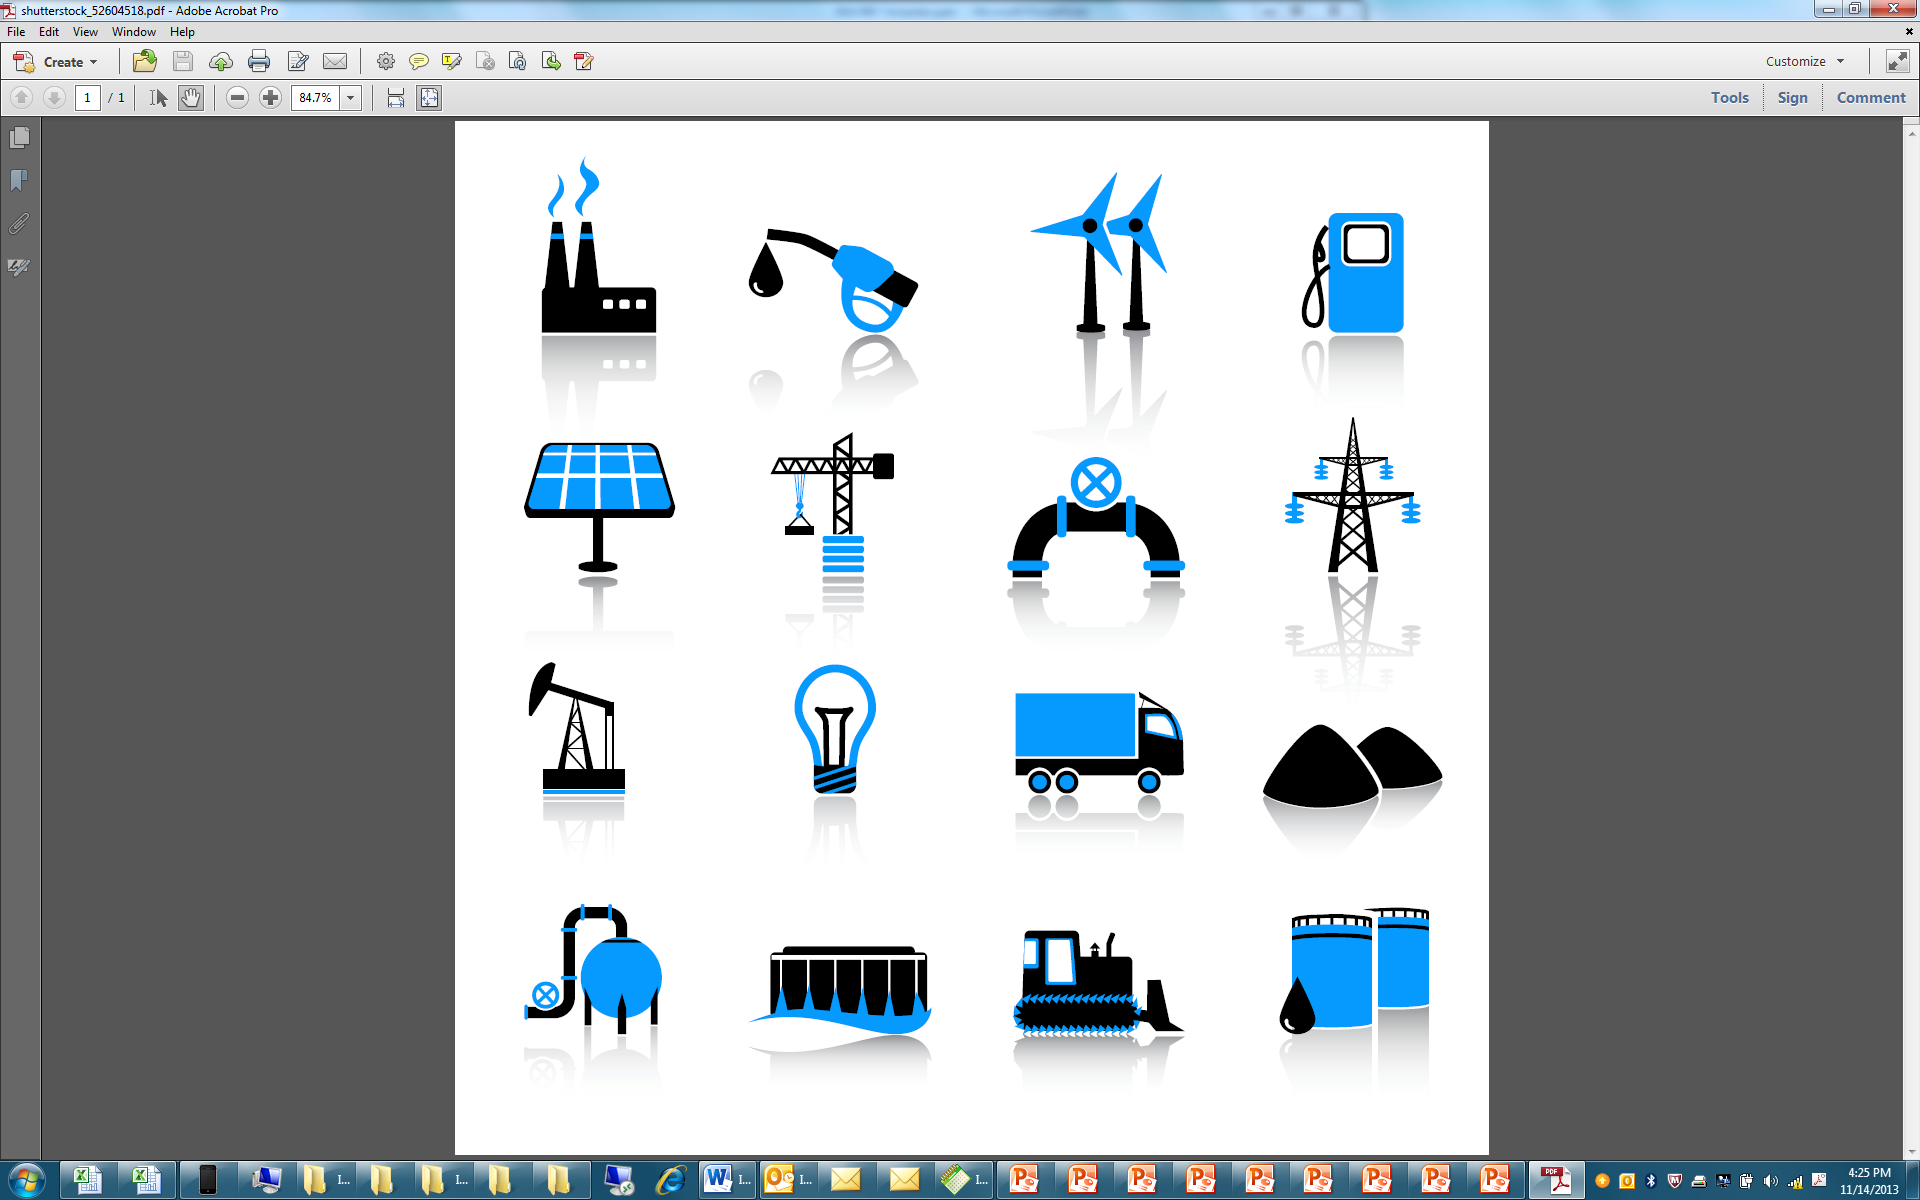 shutterstock_52604518.pdf - Adobe Acrobat Pro
File Edit View Window Help
Create
Customize
1 / 1
84.7%
Tools Sign Comment
I... I... I... I... I...
4:25 PM
11/14/2013